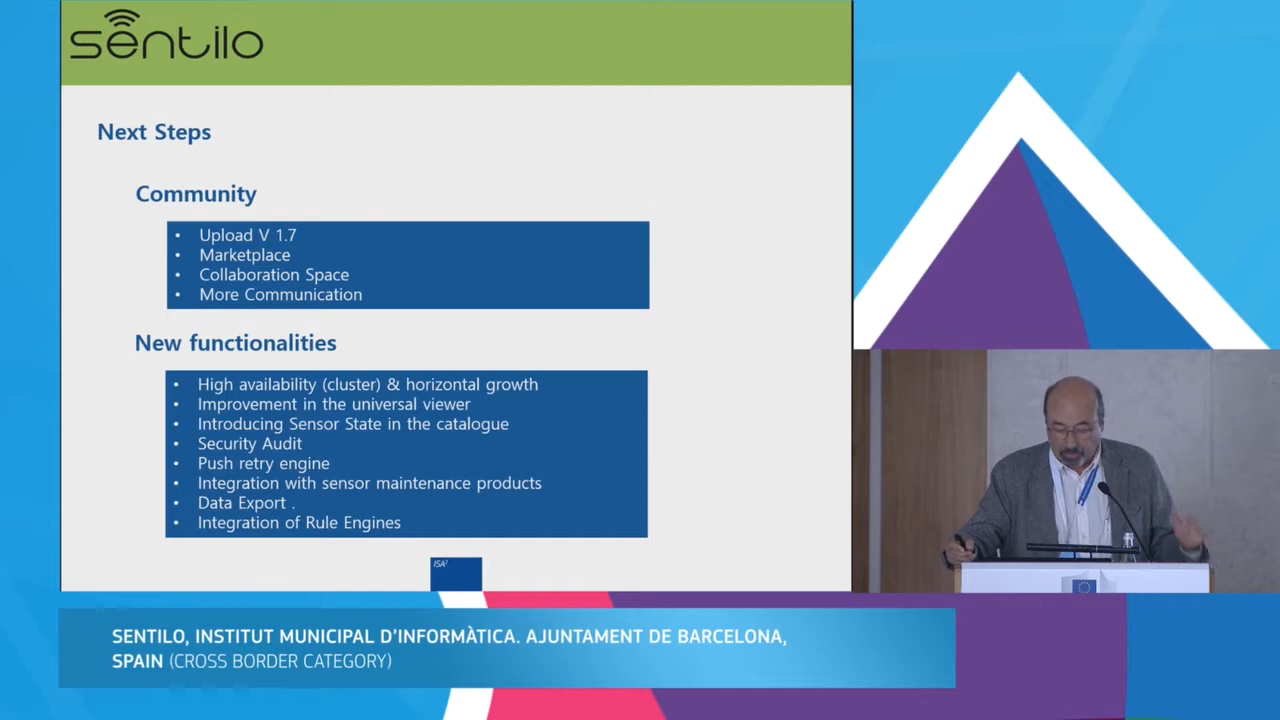 sentilo
Next Steps
Community
• Upload V 1.7
• Marketplace
• Collaboration Space
• More Communication
New functionalities
• High availability (cluster) & horizontal growth
• Improvement in the universal viewer
• Introducing Sensor State in the catalogue
• Security Audit
• Push retry engine
• Integration with sensor maintenance products
• Data Export .
• Integration of Rule Engines
ISA²
SENTILO, INSTITUT MUNICIPAL D'INFORMÀTICA. AJUNTAMENT DE BARCELONA,
SPAIN (CROSS BORDER CATEGORY)